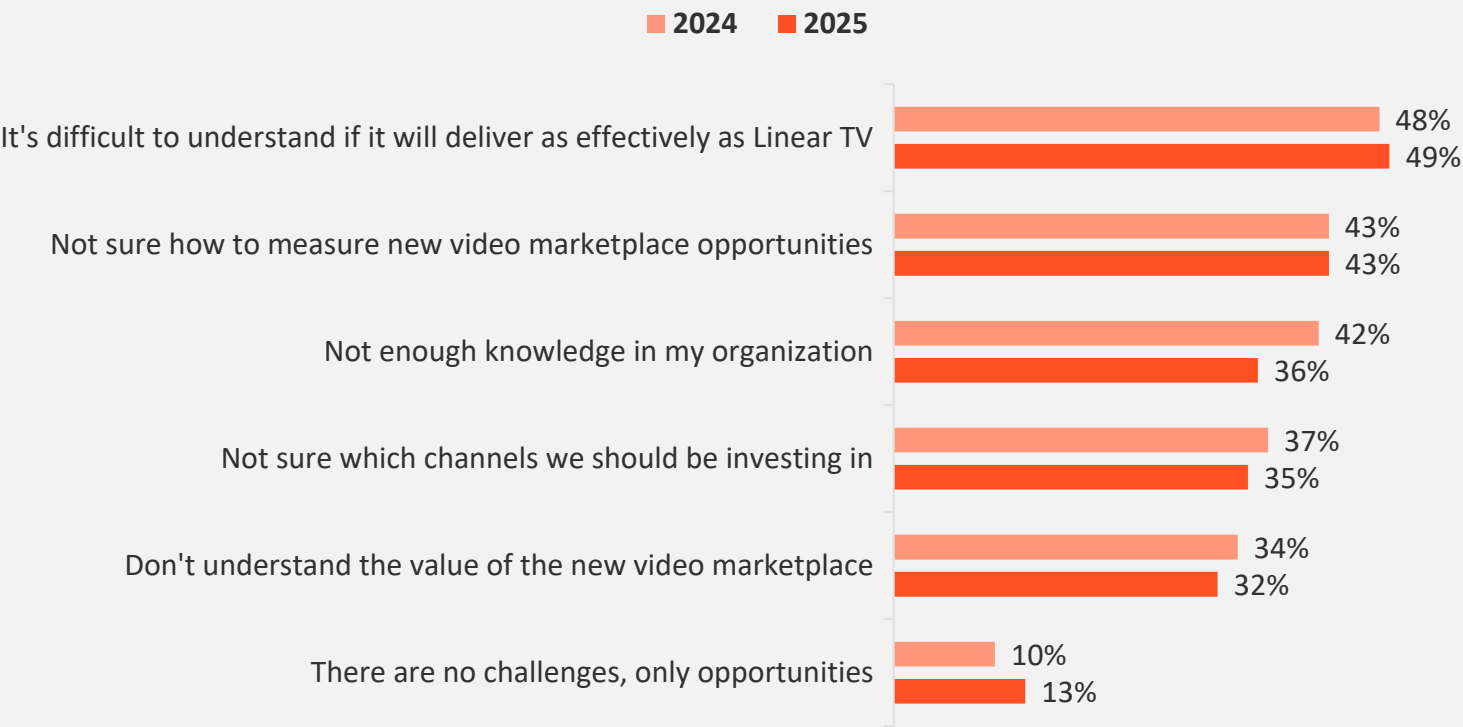 2024 2025
It's difficult to understand if it will deliver as effectively as Linear TV
48%
49%
Not sure how to measure new video marketplace opportunities
43%
43%
Not enough knowledge in my organization
42%
36%
Not sure which channels we should be investing in
37%
35%
Don't understand the value of the new video marketplace
34%
32%
There are no challenges, only opportunities
10%
13%